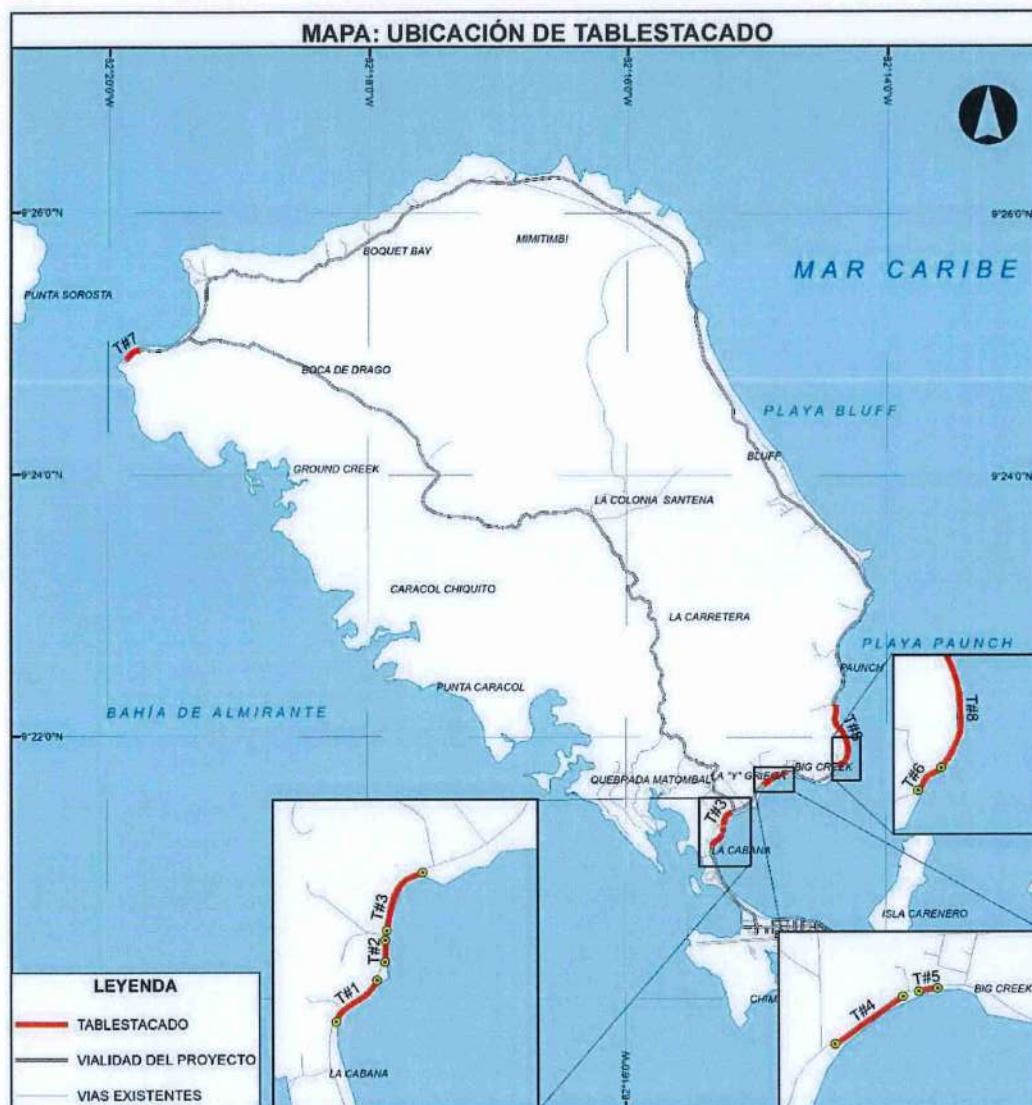 MAPA: UBICACIÓN DE TABLESTACADO
82°20'0"W
82°18'0"W
82°16'0"W
82°14'0"W
9°26'0"N
9°26'0"N
BOQUET BAY
MIMITIMBI
MAR CARIBE
PUNTA SOROSTA
T#7
BOCA DE DRAGO
PLAYA BLUFF
BLUFF
9°24'0"N
9°24'0"N
GROUND CREEK
LA COLONIA SANTENA
CARACOL CHIQUITO
LA CARRETERA
PLAYA PAUNCH
PAUNCH
PUNTA CARACOL
BAHÍA DE ALMIRANTE
T#8
T#8
9°22'0"N
BIG CREEK
QUEBRADA MATOMBAL
LA "Y" GRIEGA
T#6
T#3
LA CABANA
ISLA CARENERO
T#3
T#2
T#1
LA CABANA
CHIM
T#5
T#4
BIG CREEK
82°16'0"W
LEYENDA
TABLESTACADO
VIALIDAD DEL PROYECTO
VIAS EXISTENTES